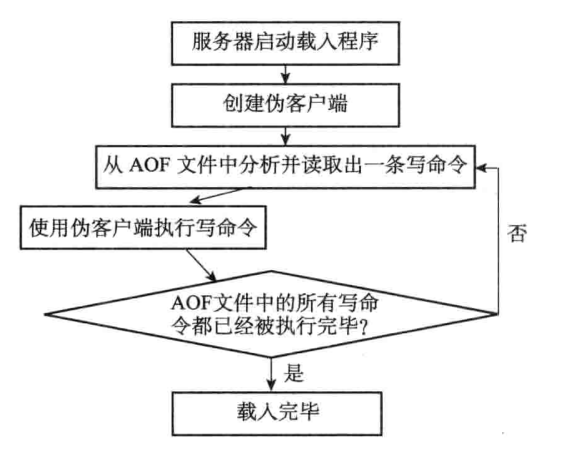 服务器启动载入程序
创建伪客户端
从 AOF 文件中分析并读取出一条写命令
使用伪客户端执行写命令
否
AOF文件中的所有写命
令都已经被执行完毕?
是
载入完毕